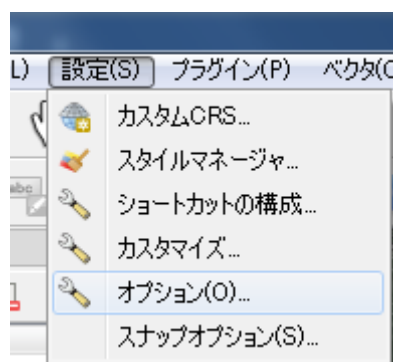 L) 設定(S) プラグイン(P) ベクタ(O
カスタムCRS...
abc
スタイルマネージャ...
ショートカットの構成...
カスタマイズ...
オプション(O)...
スナップオプション(S)...